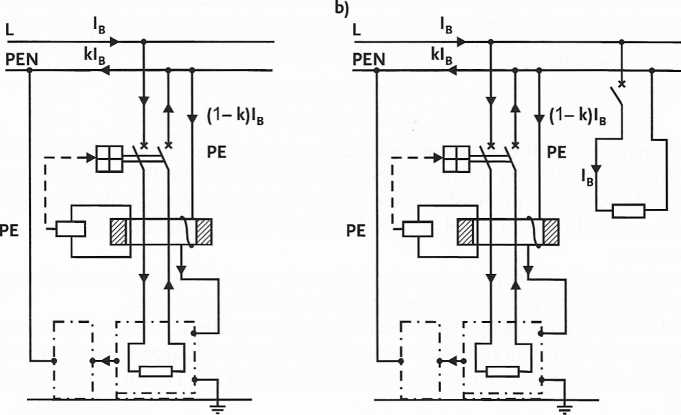 I_B
L
PEN
kI_B
(1–k)I_B
PE
PE
b)
I_B
L
PEN
kI_B
(1–k)I_B
PE
I_B
PE